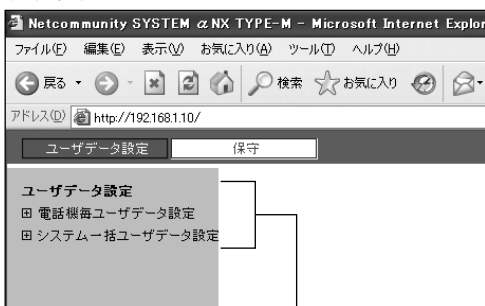 Netcommunity SYSTEM αNX TYPE-M - Microsoft Internet Explor
ファイル(F) 編集(E) 表示(V) お気に入り(A) ツール(T) ヘルプ(H)
戻る 検索 お気に入り
アドレス(D) http://192.168.1.10/
ユーザデータ設定 保守
ユーザデータ設定
電話機毎ユーザデータ設定
システム一括ユーザデータ設定